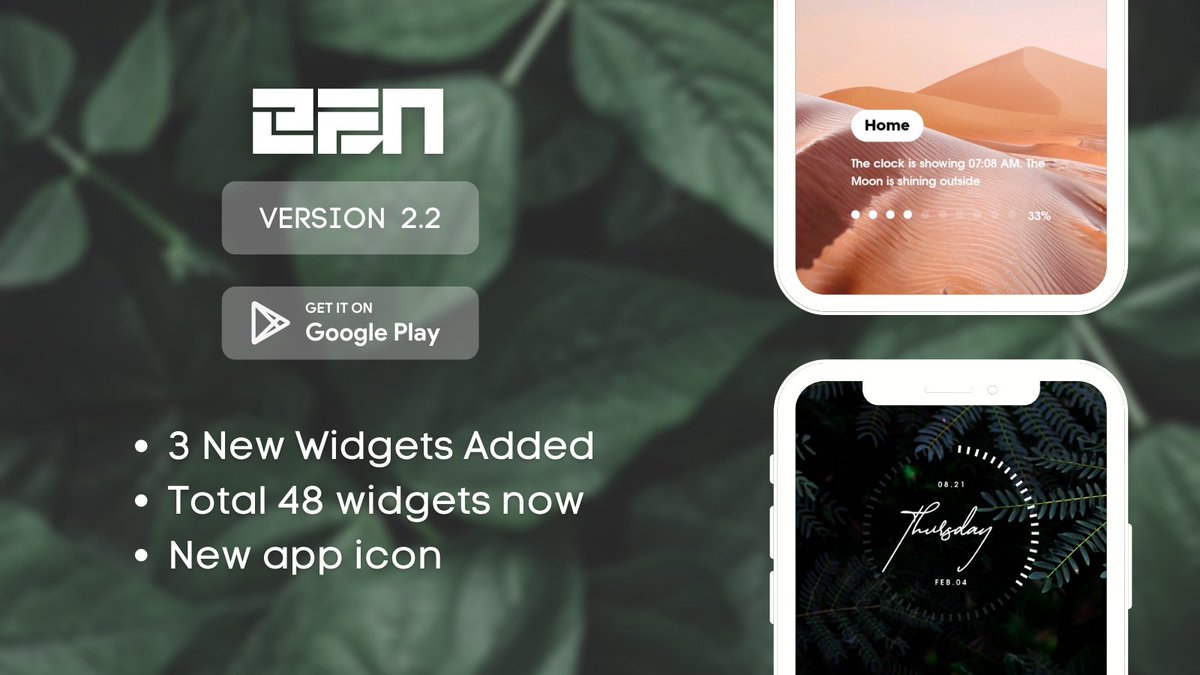 VERSION 2.2
GET IT ON
Google Play
• 3 New Widgets Added
• Total 48 widgets now
• New app icon
Home
The clock is showing 07:08 AM. The
Moon is shining outside
33%
08.21
Thursday
FEB.04